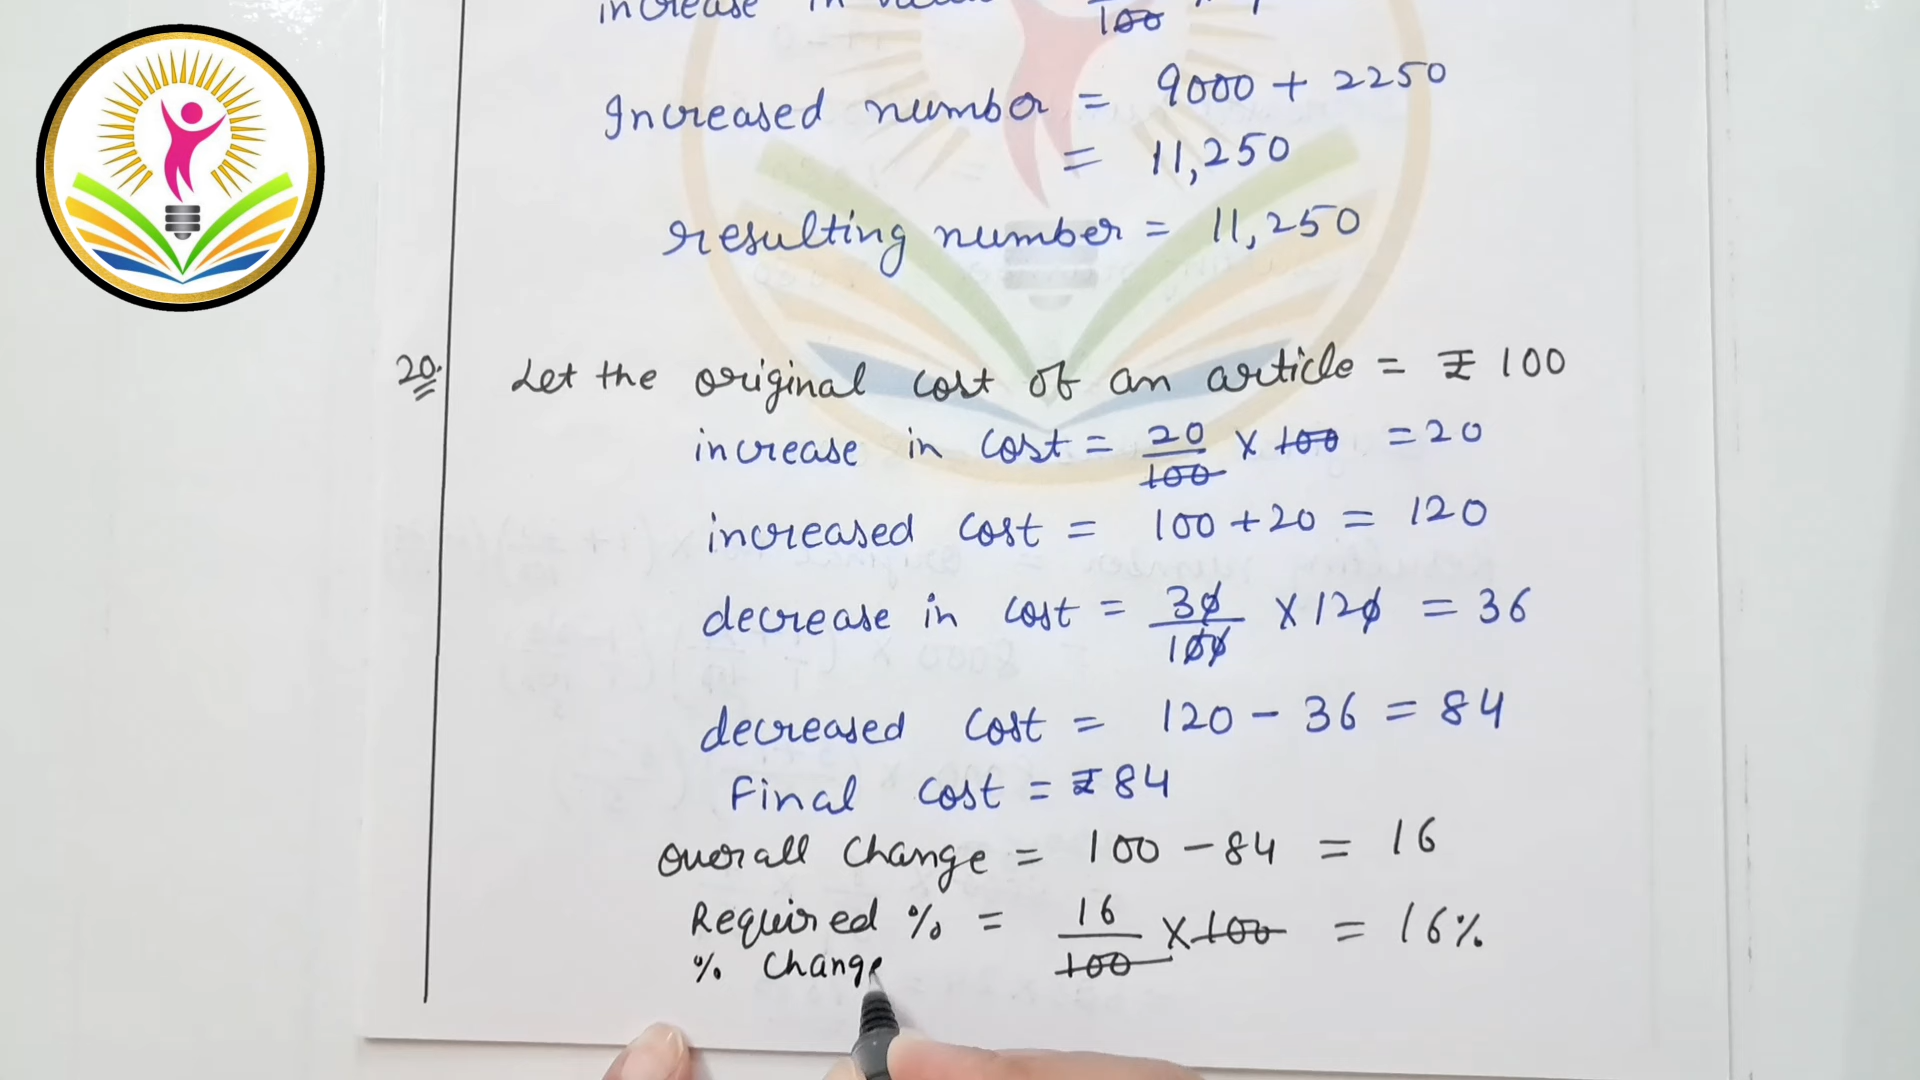 increase in
100
Increased number = 9000 + 2250
= 11,250
resulting number = 11,250
20. Let the original cost of an article = ₹ 100
increase in cost = 20/100 × 100 = 20
increased cost = 100 + 20 = 120
decrease in cost = 30/100 × 120 = 36
decreased cost = 120 - 36 = 84
Final cost = ₹ 84
Overall change = 100 - 84 = 16
Required % = 16/100 × 100 = 16%
% Change